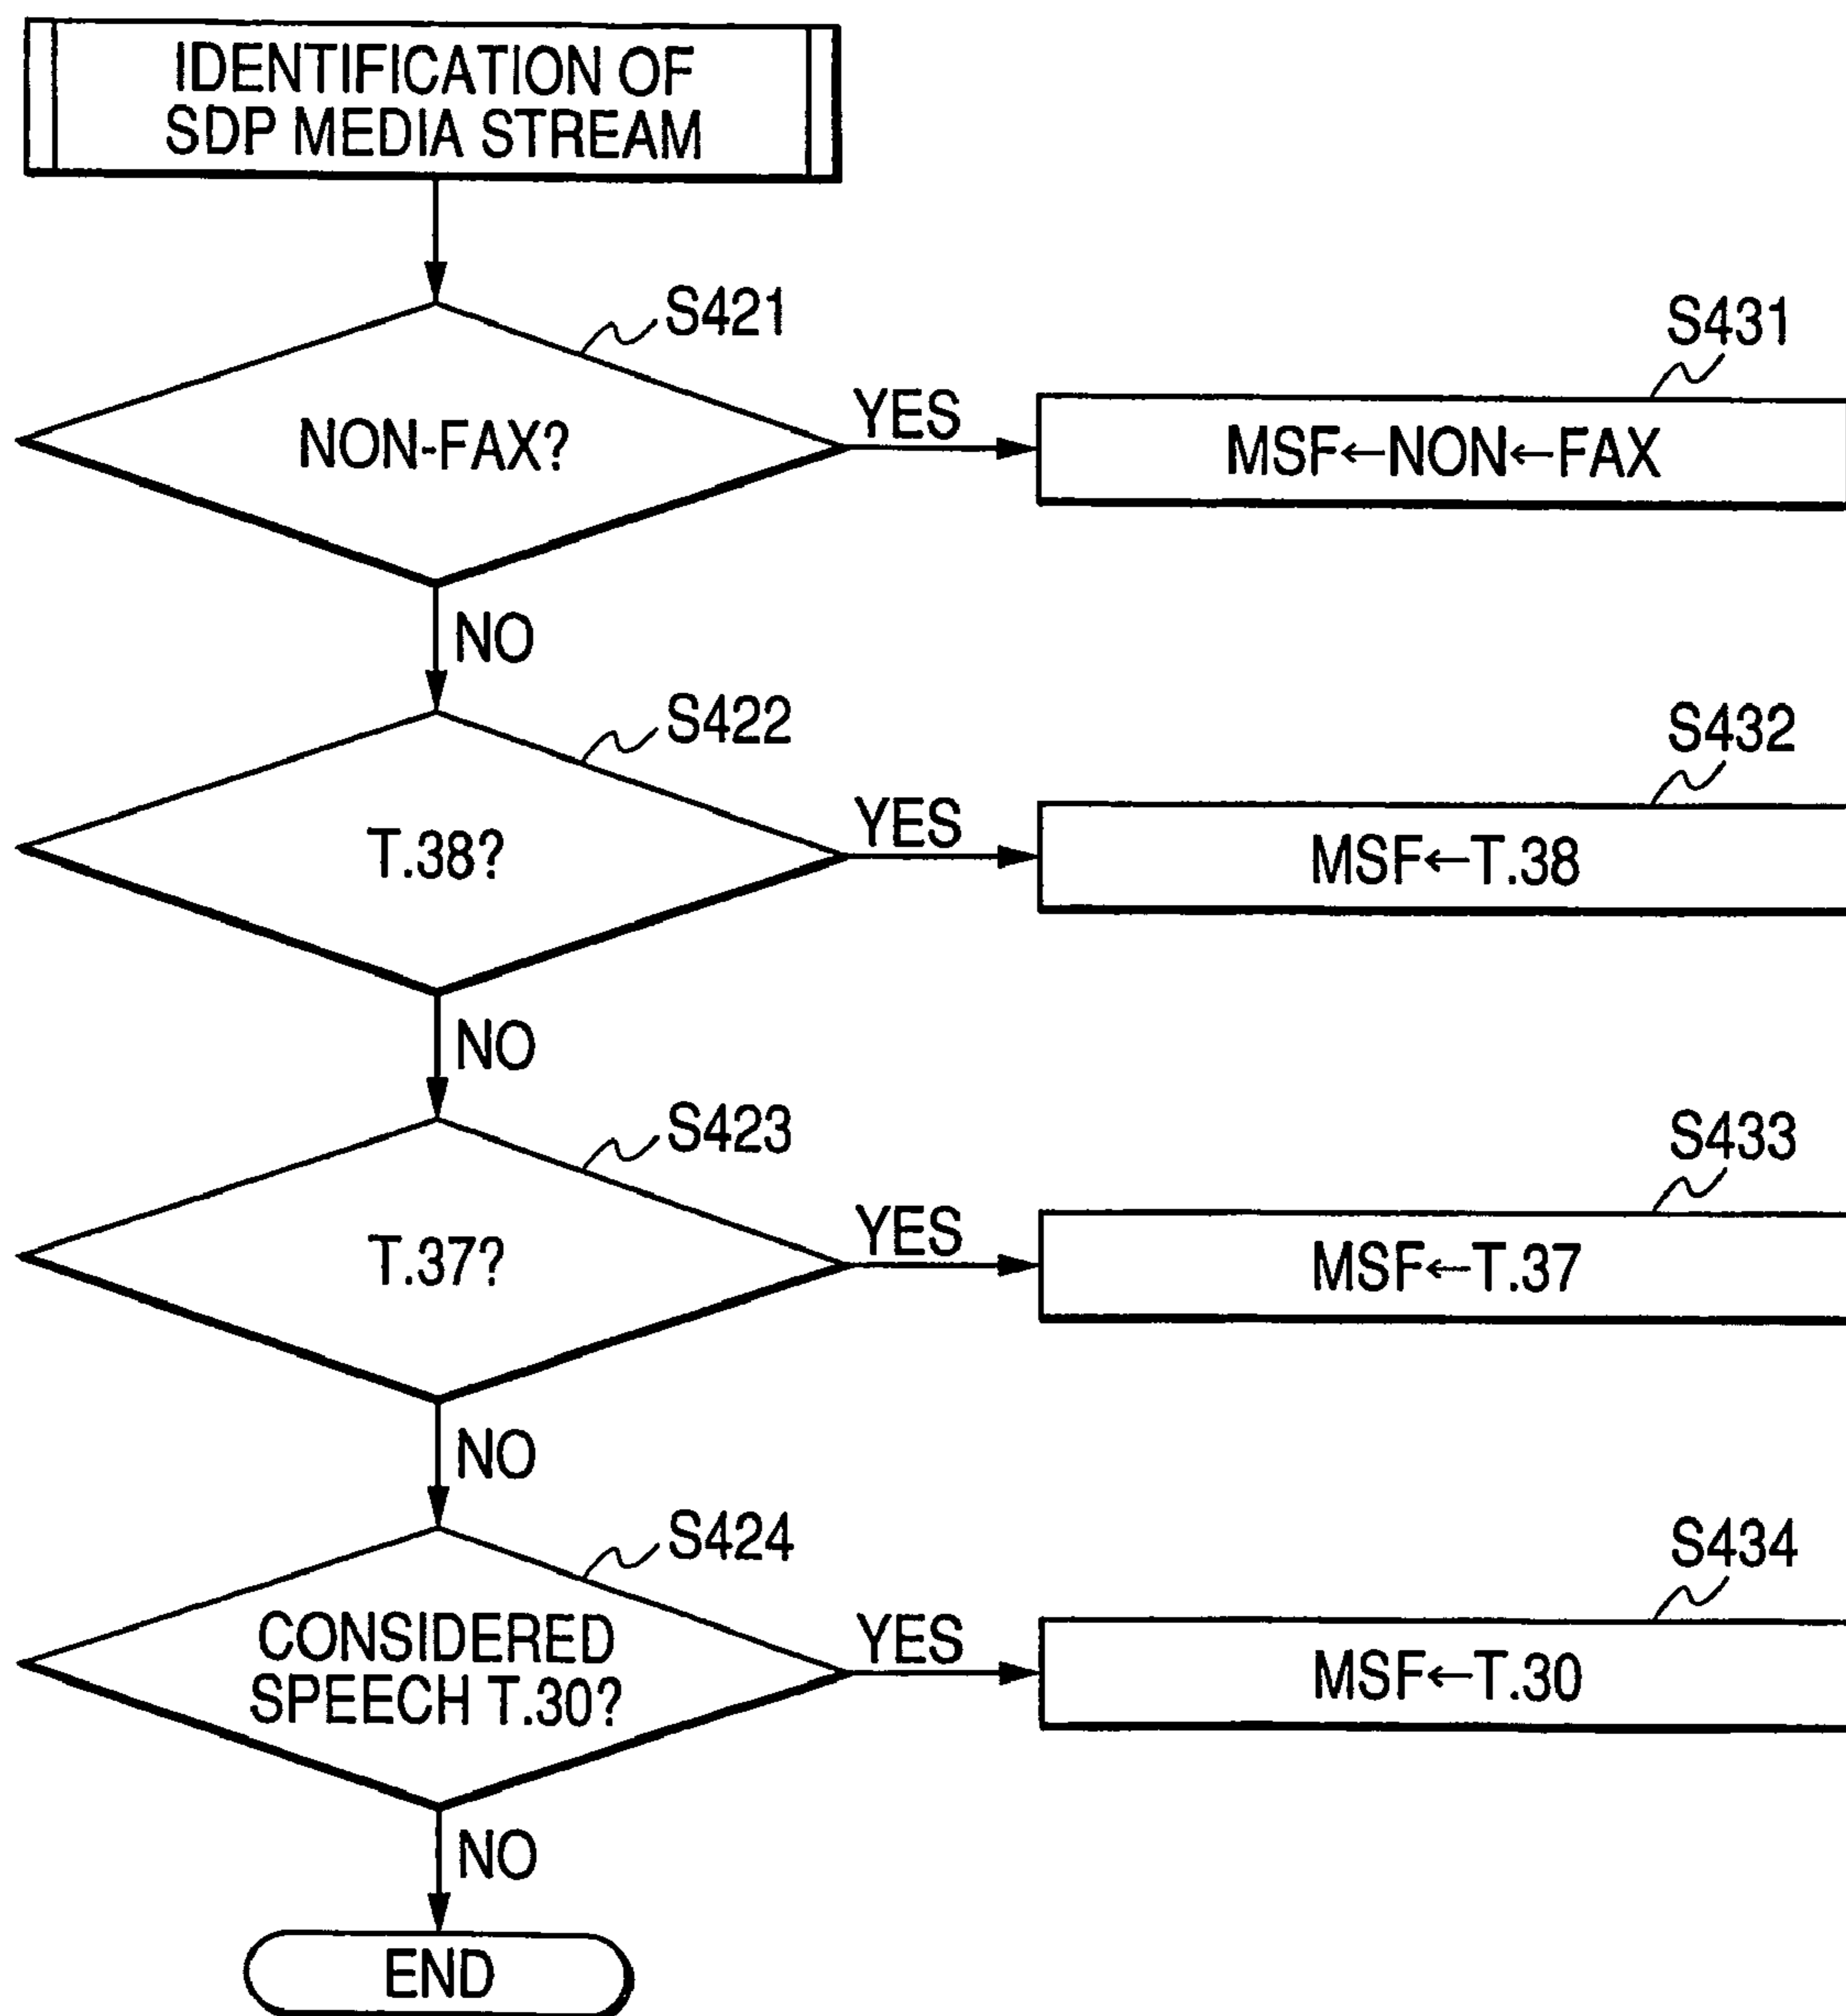 IDENTIFICATION OF
SDP MEDIA STREAM
S421
NON-FAX?
YES
S431
MSF←NON←FAX
NO
S422
T.38?
YES
S432
MSF←T.38
NO
S423
T.37?
YES
S433
MSF←T.37
NO
S424
CONSIDERED
SPEECH T.30?
YES
S434
MSF←T.30
NO
END